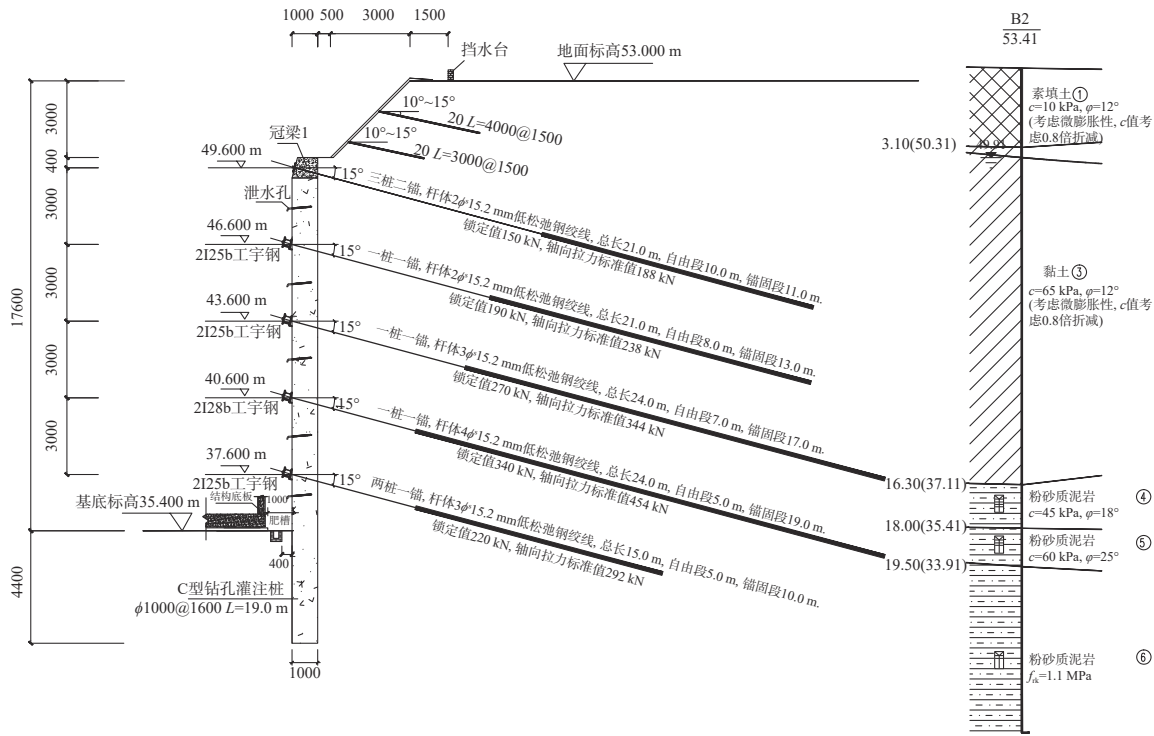 1000 500 3000 1500
挡水台
地面标高53.000 m
B2
53.41
素填土①
c=10 kPa, φ=12°
(考虑微膨胀性, c值考
虑0.8倍折减)
10°~15°
20 L=4000@1500
10°~15°
20 L=3000@1500
3.10(50.31)
49.91
冠梁1
49.600 m
15°
三桩二锚, 杆体2ϕˢ15.2 mm低松弛钢绞线, 总长21.0 m, 自由段10.0 m, 锚固段11.0 m.
锁定值150 kN, 轴向拉力标准值188 kN
泄水孔
46.600 m
15°
2I25b工字钢
一桩一锚, 杆体2ϕˢ15.2 mm低松弛钢绞线, 总长21.0 m, 自由段8.0 m, 锚固段13.0 m.
锁定值190 kN, 轴向拉力标准值238 kN
黏土③
c=65 kPa, φ=12°
(考虑微膨胀性, c值考
虑0.8倍折减)
43.600 m
15°
2I25b工字钢
一桩一锚, 杆体3ϕˢ15.2 mm低松弛钢绞线, 总长24.0 m, 自由段7.0 m, 锚固段17.0 m.
锁定值270 kN, 轴向拉力标准值344 kN
40.600 m
15°
2I28b工字钢
一桩一锚, 杆体4ϕˢ15.2 mm低松弛钢绞线, 总长24.0 m, 自由段5.0 m, 锚固段19.0 m.
锁定值340 kN, 轴向拉力标准值454 kN
37.600 m
15°
2I25b工字钢
两桩一锚, 杆体3ϕˢ15.2 mm低松弛钢绞线, 总长15.0 m, 自由段5.0 m, 锚固段10.0 m.
锁定值220 kN, 轴向拉力标准值292 kN
3000
400
3000
3000
3000
3000
17600
4400
基底标高35.400 m
结构底板
1000
肥槽
400
C型钻孔灌注桩
ϕ1000@1600 L=19.0 m
1000
16.30(37.11)
粉砂质泥岩 ④
c=45 kPa, φ=18°
18.00(35.41)
粉砂质泥岩 ⑤
c=60 kPa, φ=25°
19.50(33.91)
粉砂质泥岩 ⑥
frk=1.1 MPa